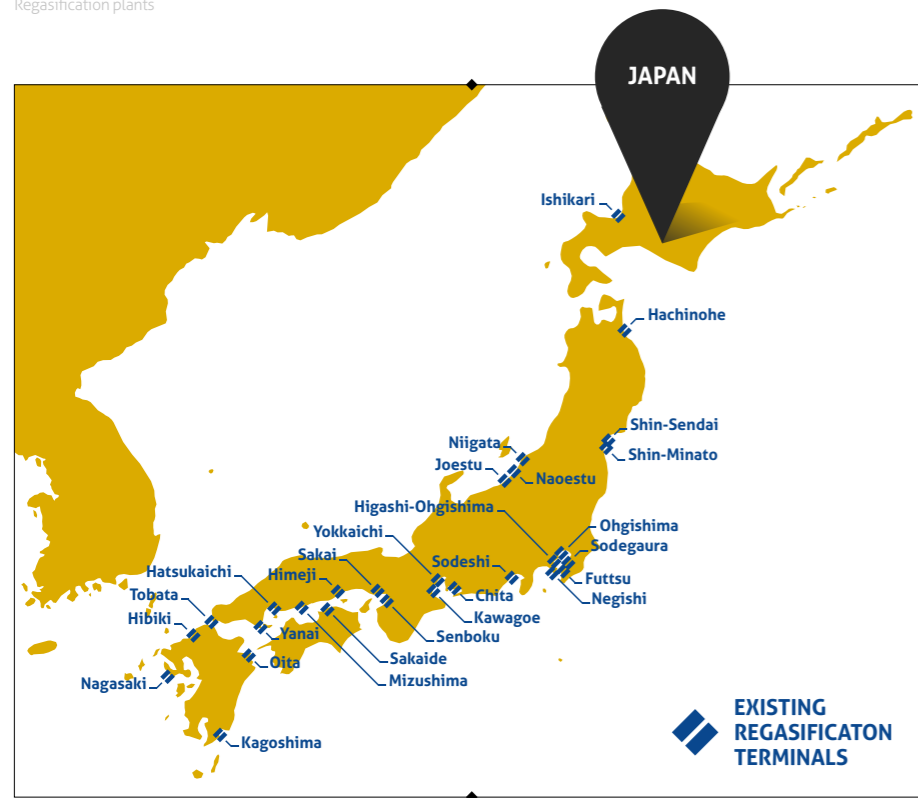 Regasification plants
JAPAN
Ishikari
Hachinohe
Shin-Sendai
Niigata
Shin-Minato
Joestu
Naoestu
Higashi-Ohgishima
Ohgishima
Yokkaichi
Sodegaura
Sakai
Sodeshi
Hatsukaichi
Himeji
Futtsu
Tobata
Chita
Negishi
Hibiki
Kawagoe
Yanai
Senboku
Oita
Sakaide
Nagasaki
Mizushima
Kagoshima
EXISTING
REGASIFICATON
TERMINALS